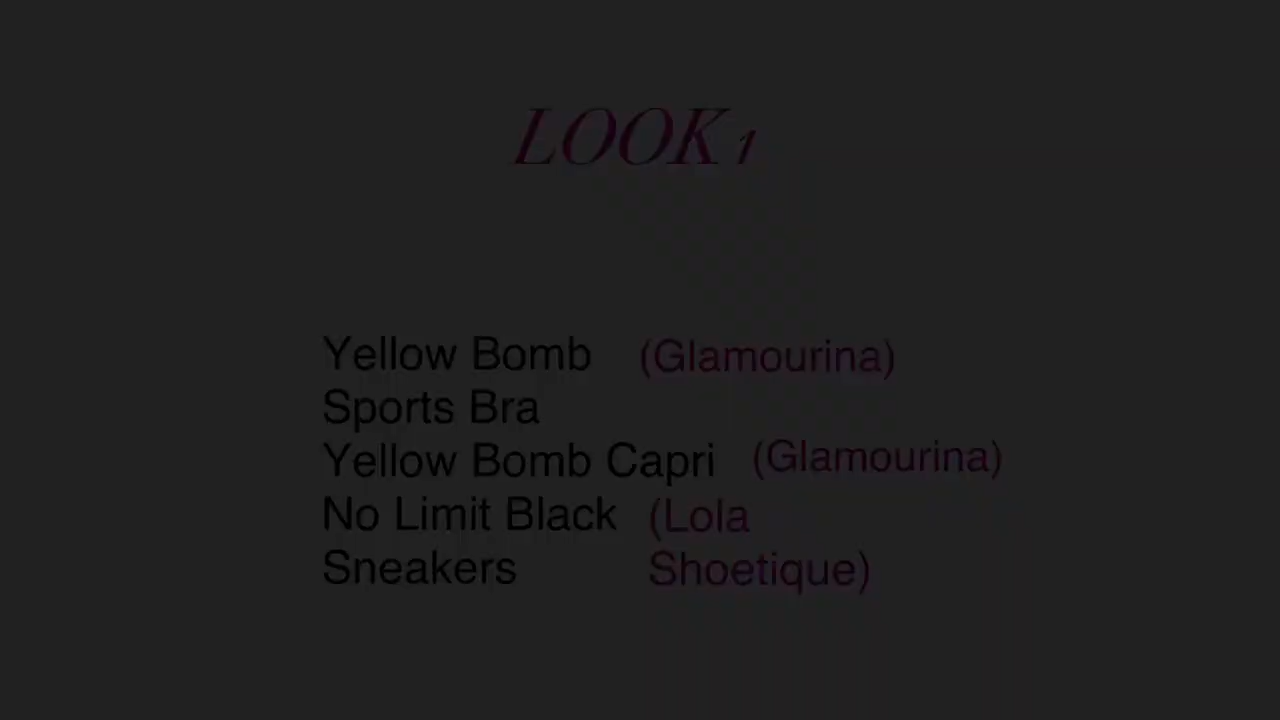 LOOK 1
Yellow Bomb (Glamourina)
Sports Bra
Yellow Bomb Capri (Glamourina)
No Limit Black (Lola
Sneakers Shoetique)